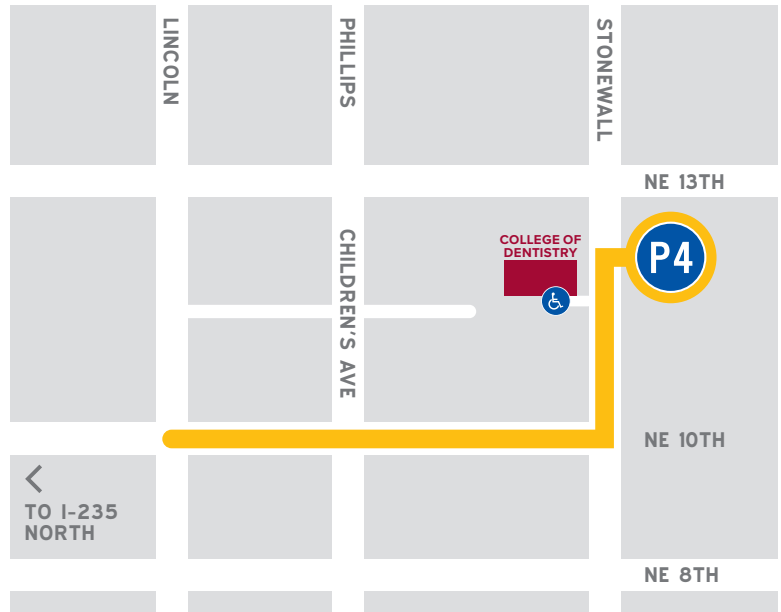 LINCOLN
PHILLIPS
STONEWALL
NE 13TH
COLLEGE OF
DENTISTRY
P4
CHILDREN'S AVE
NE 10TH
TO I-235
NORTH
NE 8TH